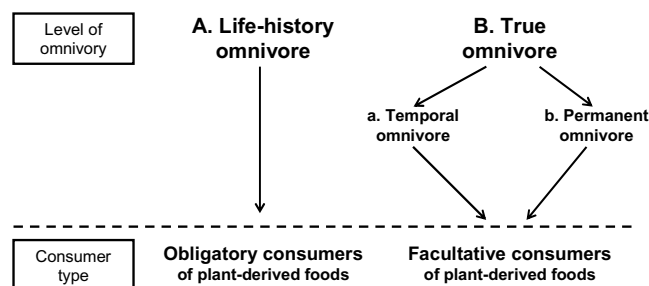 Level of
omnivory
A. Life-history
omnivore
B. True
omnivore
a. Temporal
omnivore
b. Permanent
omnivore
Consumer
type
Obligatory consumers
of plant-derived foods
Facultative consumers
of plant-derived foods